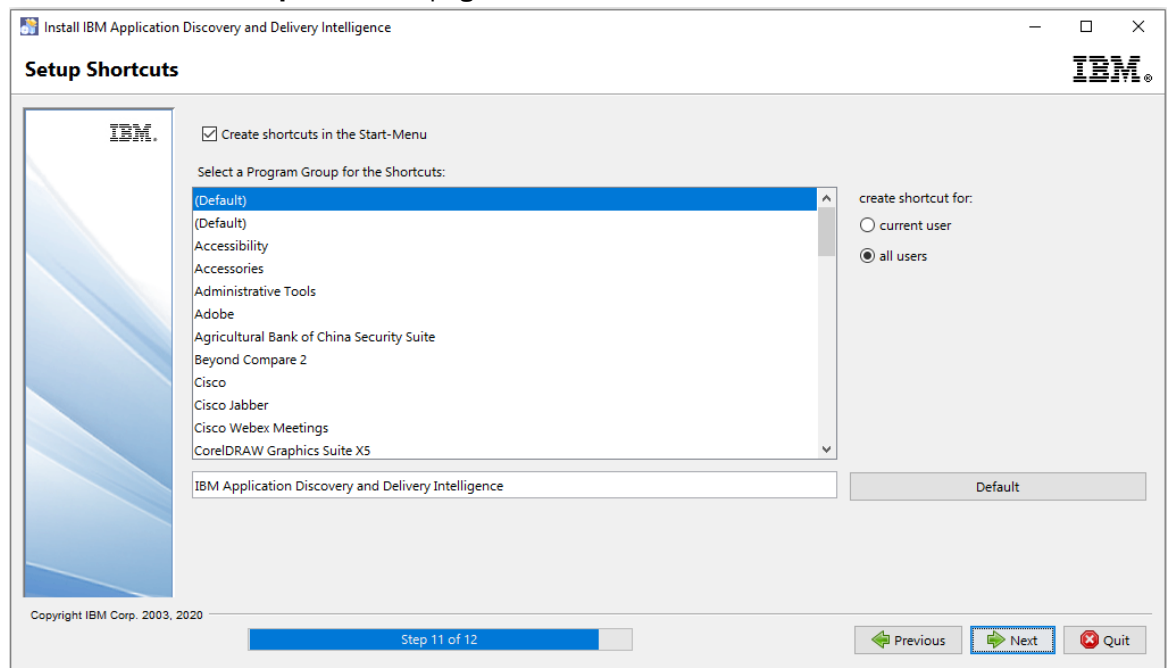 Install IBM Application Discovery and Delivery Intelligence
Setup Shortcuts
IBM®
IBM.
Create shortcuts in the Start-Menu
Select a Program Group for the Shortcuts:
(Default)
(Default)
Accessibility
Accessories
Administrative Tools
Adobe
Agricultural Bank of China Security Suite
Beyond Compare 2
Cisco
Cisco Jabber
Cisco Webex Meetings
CorelDRAW Graphics Suite X5
create shortcut for:
current user
all users
IBM Application Discovery and Delivery Intelligence
Default
Copyright IBM Corp. 2003, 2020
Step 11 of 12
Previous
Next
Quit